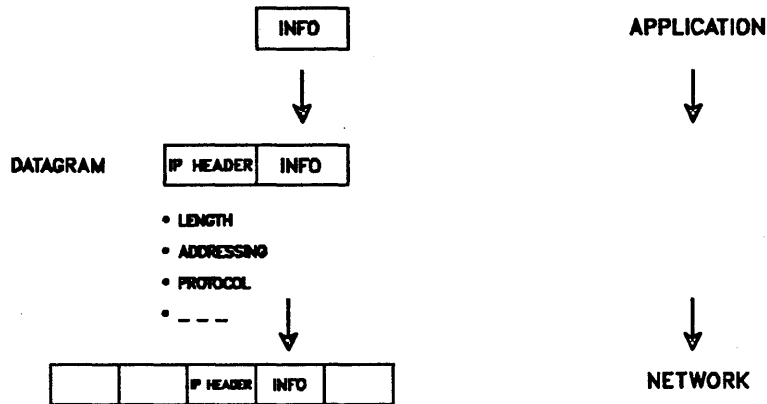 INFO
APPLICATION
DATAGRAM
IP HEADER
INFO
• LENGTH
• ADDRESSING
• PROTOCOL
• _ _ _
IP HEADER
INFO
NETWORK